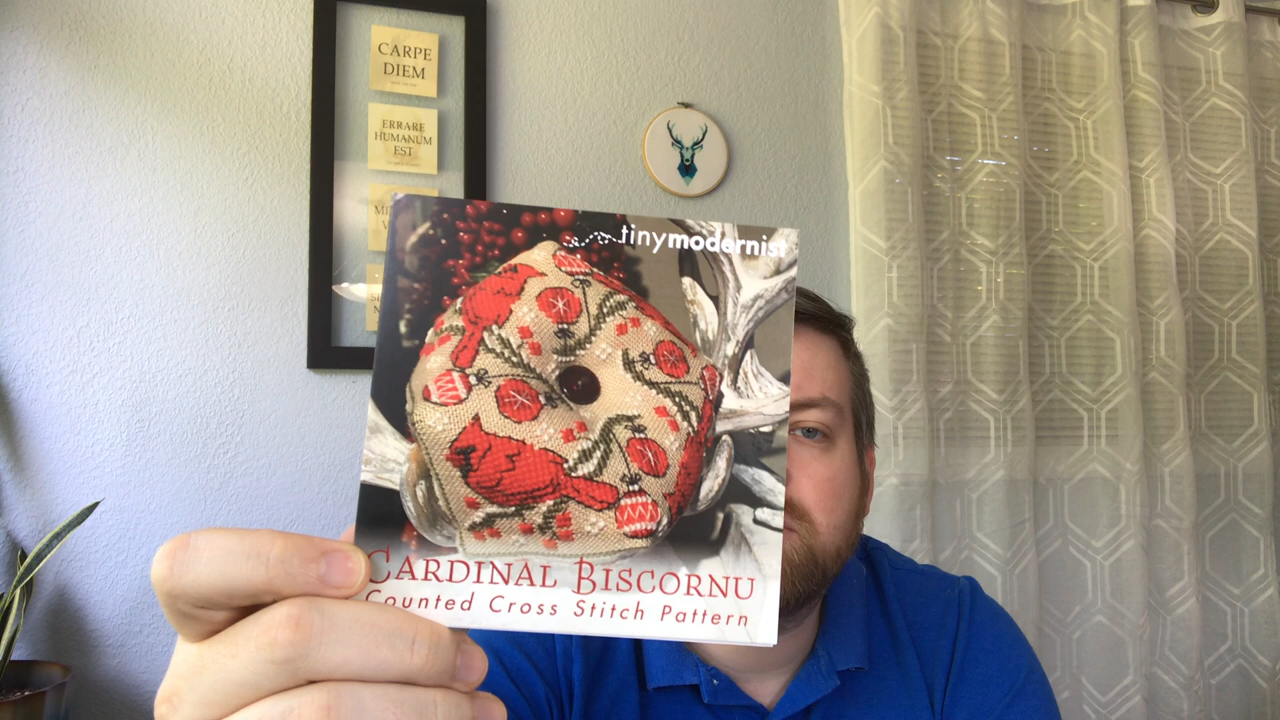 CARPE
DIEM
ERRARE
HUMANUM
EST
tinymodernist
CARDINAL BISCORNU
Counted Cross Stitch Pattern